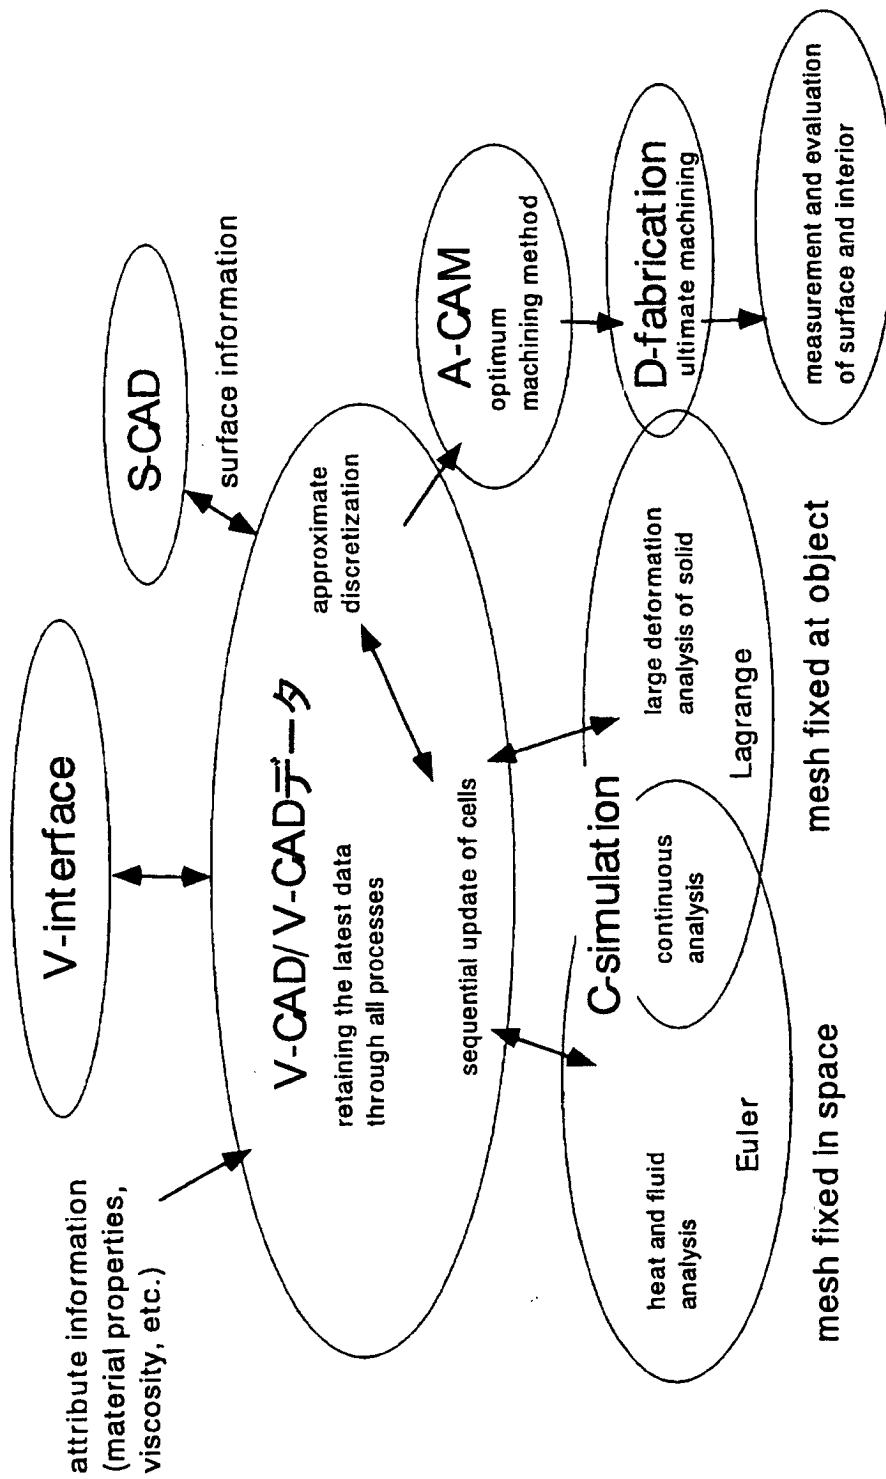 V-interface
attribute information
(material properties,
viscosity, etc.)
S-CAD
surface information
V-CAD/V-CADデータ
retaining the latest data
through all processes
approximate
discretization
sequential update of cells
A-CAM
optimum
machining method
C-simulation
continuous
analysis
heat and fluid
analysis
Euler
large deformation
analysis of solid
Lagrange
D-fabrication
ultimate machining
mesh fixed in space
mesh fixed at object
measurement and evaluation
of surface and interior